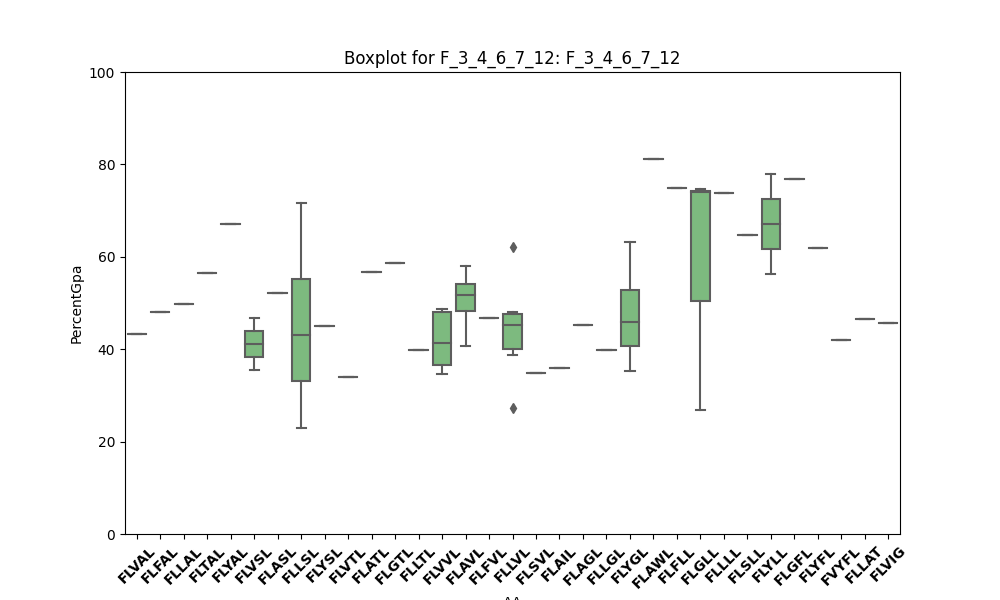 Boxplot for F_3_4_6_7_12: F_3_4_6_7_12
100
80
60
40
20
0
PercentGpa
FLVAL FLFAL FLLAL FLTAL FLYAL FLVSL FLASL FLLSL FLYSL FLVTL FLATL FLGTL FLLTL FLVVL FLAVL FLFVL FLLVL FLSVL FLAIL FLAGL FLLGL FLYGL FLAWL FLFLL FLGLL FLLLL FLSLL FLYLL FLGFL FLYFL FVYFL FLLAT FLVIG